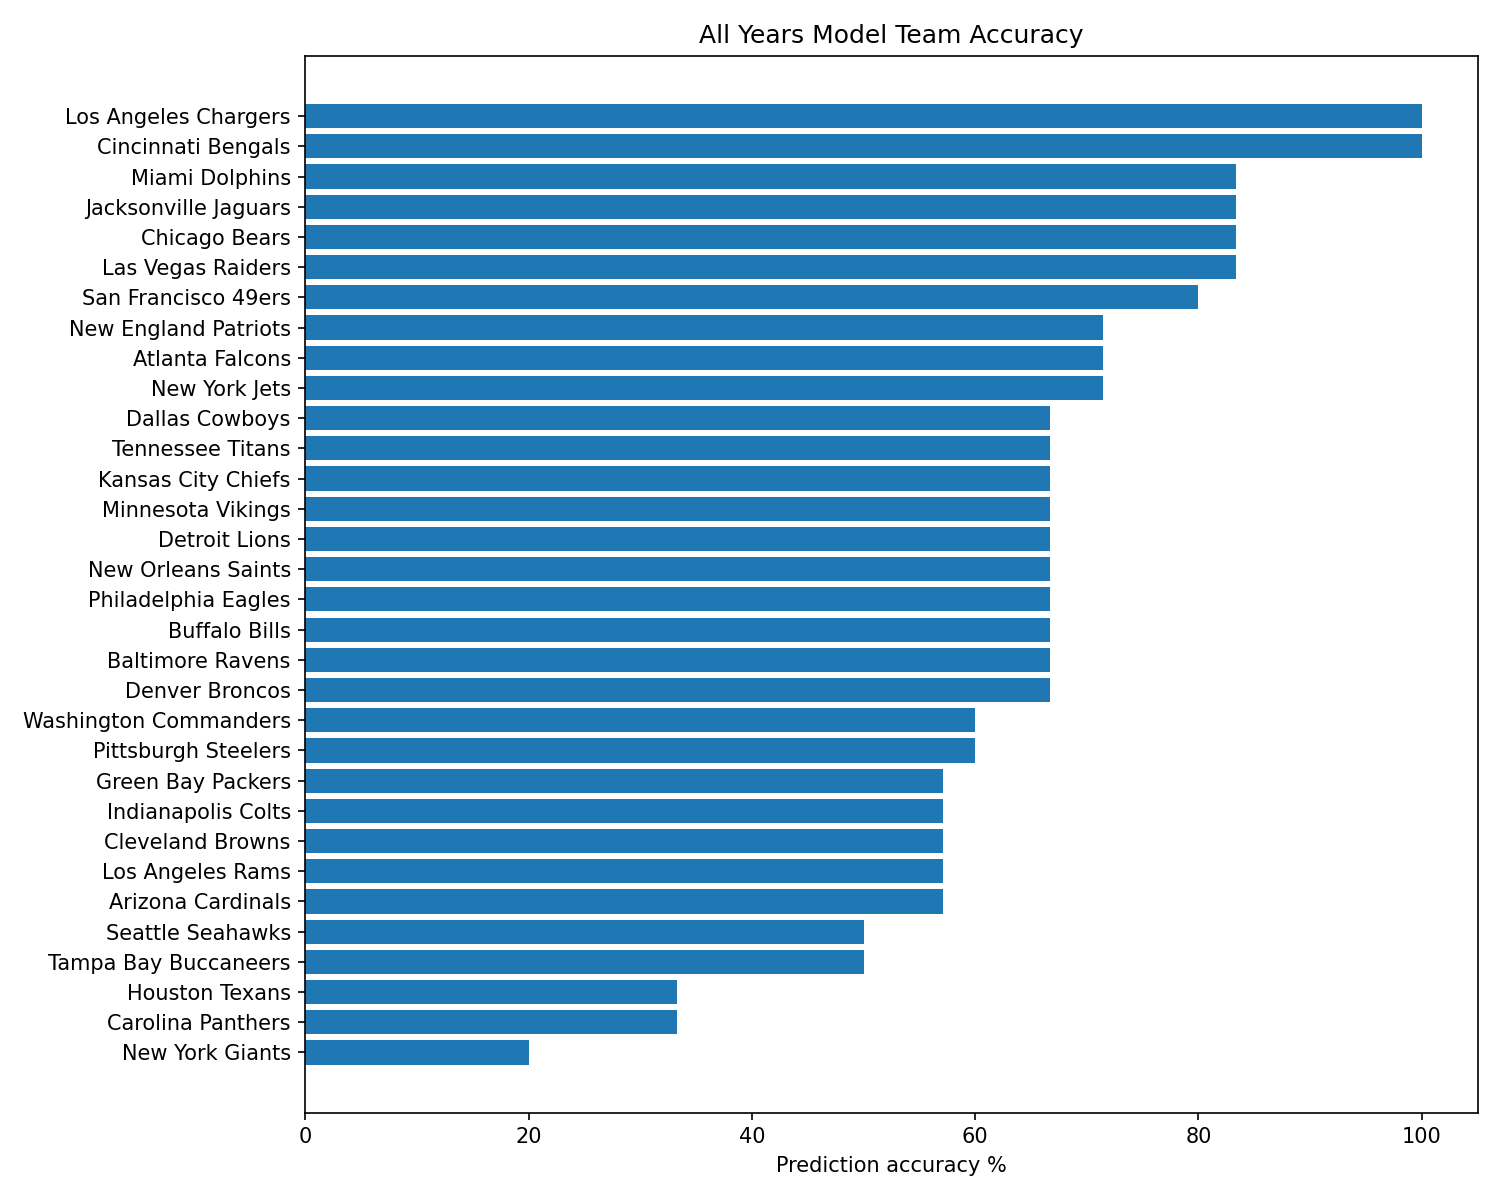 All Years Model Team Accuracy
Los Angeles Chargers
Cincinnati Bengals
Miami Dolphins
Jacksonville Jaguars
Chicago Bears
Las Vegas Raiders
San Francisco 49ers
New England Patriots
Atlanta Falcons
New York Jets
Dallas Cowboys
Tennessee Titans
Kansas City Chiefs
Minnesota Vikings
Detroit Lions
New Orleans Saints
Philadelphia Eagles
Buffalo Bills
Baltimore Ravens
Denver Broncos
Washington Commanders
Pittsburgh Steelers
Green Bay Packers
Indianapolis Colts
Cleveland Browns
Los Angeles Rams
Arizona Cardinals
Seattle Seahawks
Tampa Bay Buccaneers
Houston Texans
Carolina Panthers
New York Giants
0 20 40 60 80 100
Prediction accuracy %